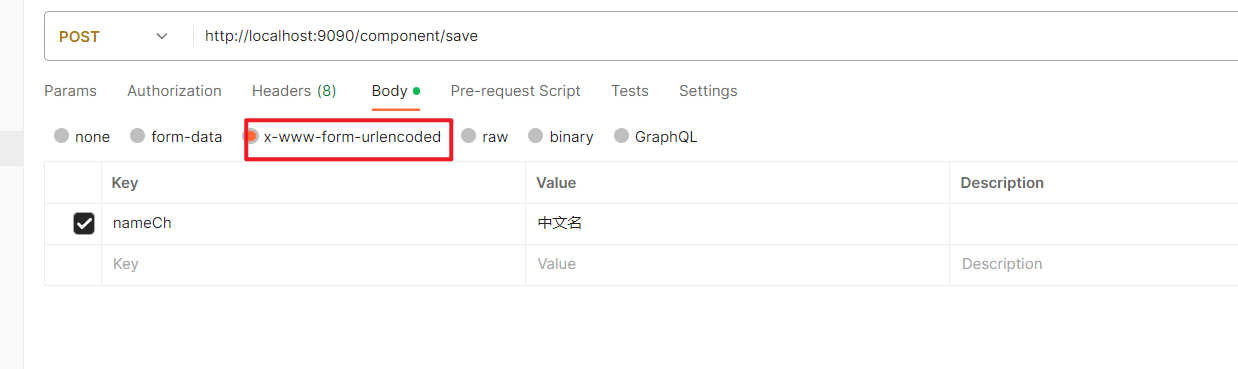 POST http://localhost:9090/component/save
Params Authorization Headers (8) Body Pre-request Script Tests Settings
none form-data x-www-form-urlencoded raw binary GraphQL
Key Value Description
nameCh 中文名
Key Value Description